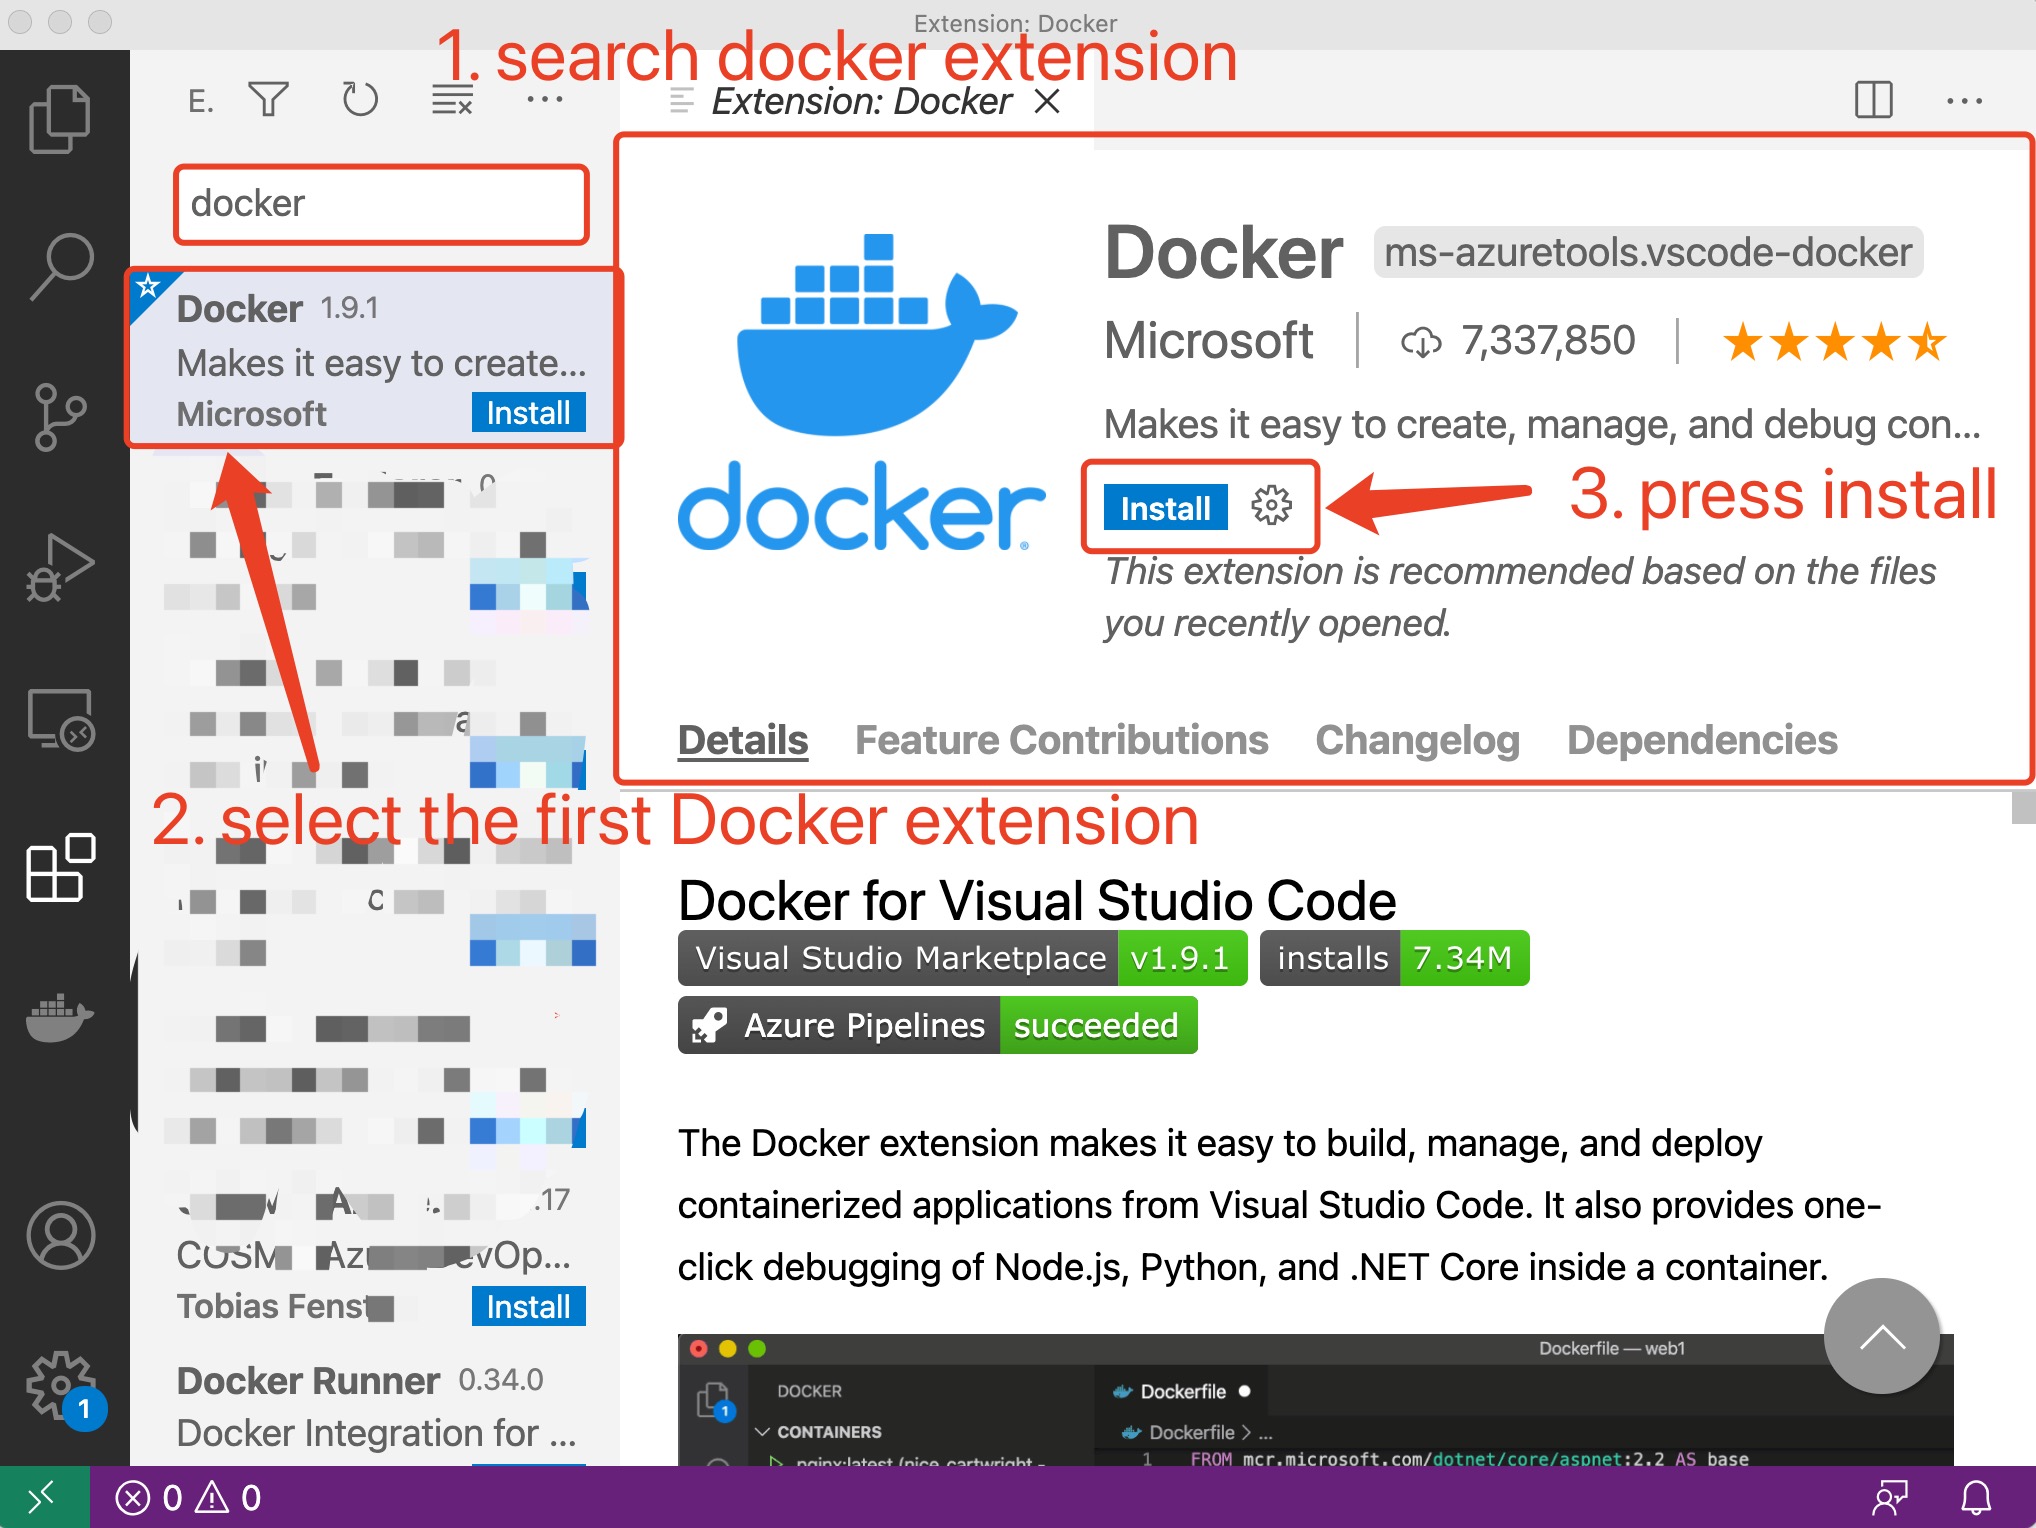 Extension: Docker
1. search docker extension
E.
Extension: Docker
docker
Docker 1.9.1
Makes it easy to create...
Microsoft Install
docker
Docker ms-azuretools.vscode-docker
Microsoft 7,337,850
Makes it easy to create, manage, and debug con...
Install
3. press install
This extension is recommended based on the files
you recently opened.
Details Feature Contributions Changelog Dependencies
2. select the first Docker extension
Docker for Visual Studio Code
Visual Studio Marketplace v1.9.1 installs 7.34M
Azure Pipelines succeeded
The Docker extension makes it easy to build, manage, and deploy
containerized applications from Visual Studio Code. It also provides one-
click debugging of Node.js, Python, and .NET Core inside a container.
.17
Tobias Install
Docker Runner 0.34.0
Docker Integration for ...
1
Dockerfile — web1
DOCKER
Dockerfile
1
CONTAINERS
Dockerfile > ...
nginx:latest (nice_cartwright -
1 FROM mcr.microsoft.com/dotnet/core/aspnet:2.2 AS base
0 0